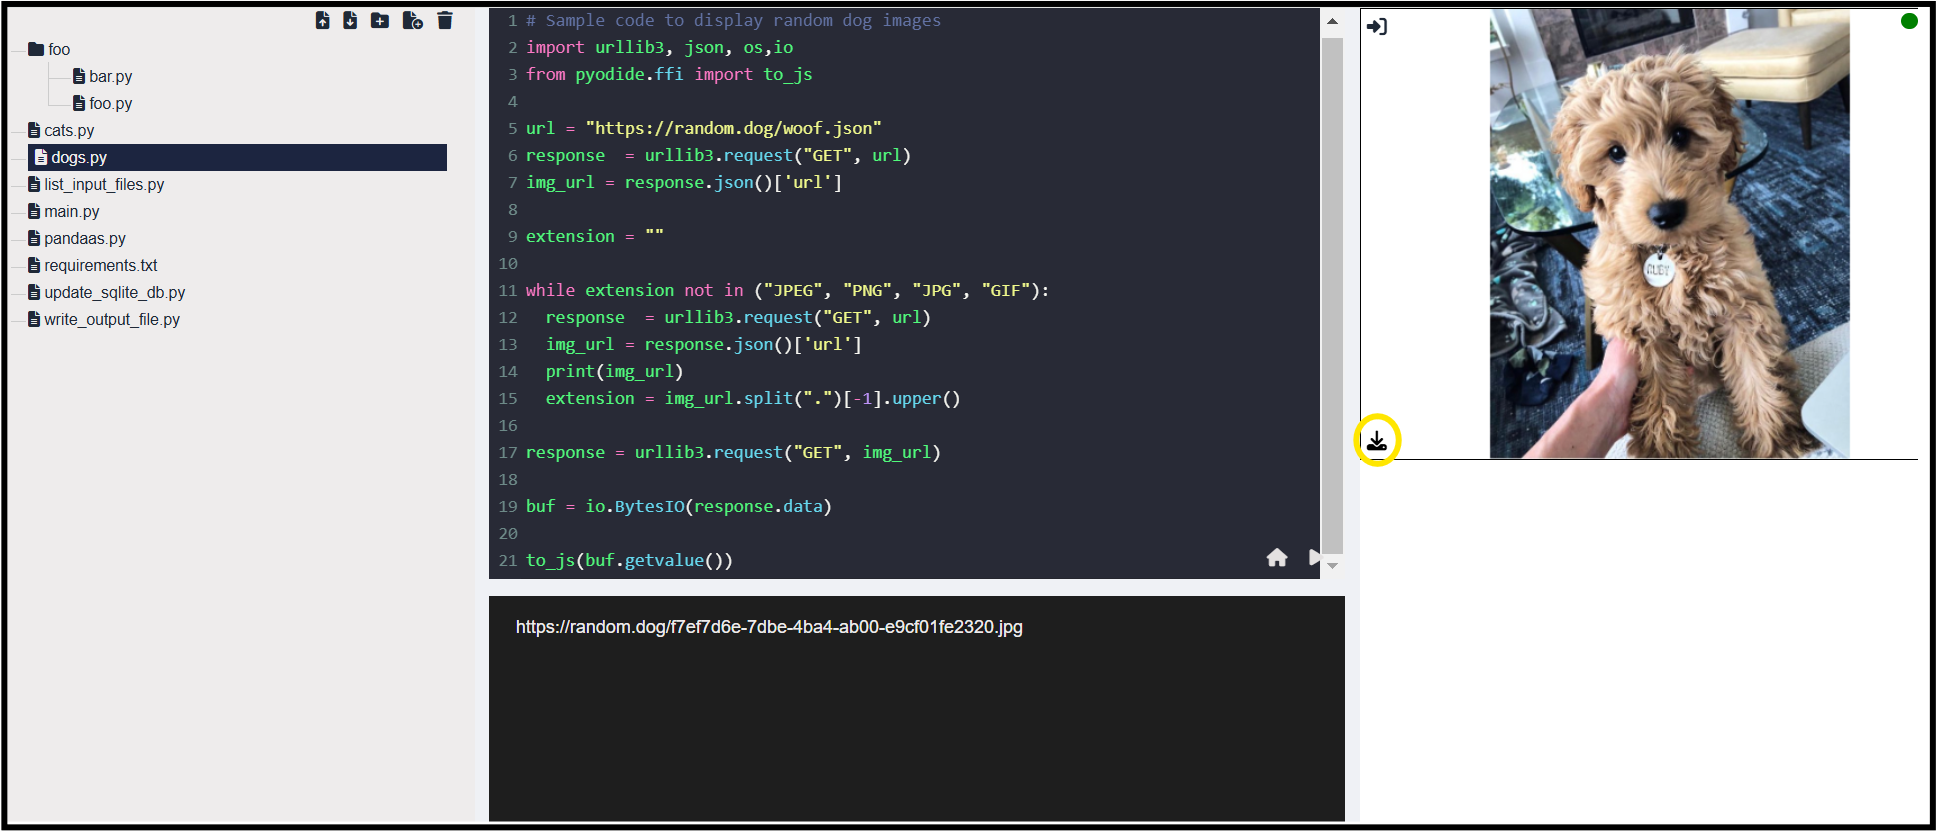 foo
bar.py
foo.py
cats.py
dogs.py
list_input_files.py
main.py
pandaas.py
requirements.txt
update_sqlite_db.py
write_output_file.py
1 # Sample code to display random dog images
2 import urllib3, json, os,io
3 from pyodide.ffi import to_js
4
5 url = "https://random.dog/woof.json"
6 response  = urllib3.request("GET", url)
7 img_url = response.json()['url']
8
9 extension = ""
10
11 while extension not in ("JPEG", "PNG", "JPG", "GIF"):
12   response  = urllib3.request("GET", url)
13   img_url = response.json()['url']
14   print(img_url)
15   extension = img_url.split(".")[-1].upper()
16
17 response = urllib3.request("GET", img_url)
18
19 buf = io.BytesIO(response.data)
20
21 to_js(buf.getvalue())
https://random.dog/f7ef7d6e-7dbe-4ba4-ab00-e9cf01fe2320.jpg
RUBY